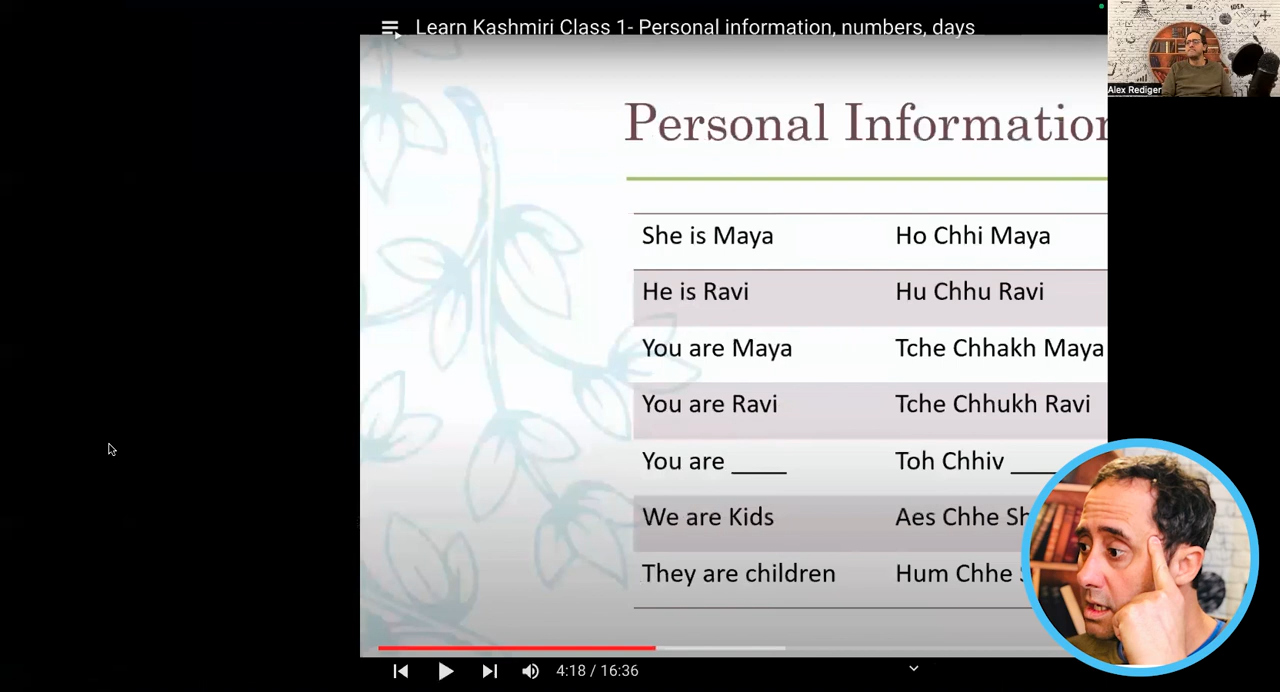 Learn Kashmiri Class 1- Personal information, numbers, days
Alex Rediger
Personal Information
She is Maya Ho Chhi Maya
He is Ravi Hu Chhu Ravi
You are Maya Tche Chhakh Maya
You are Ravi Tche Chhukh Ravi
You are ____ Toh Chhiv ____
We are Kids Aes Chhe
They are children Hum Chhe
4:18 / 16:36